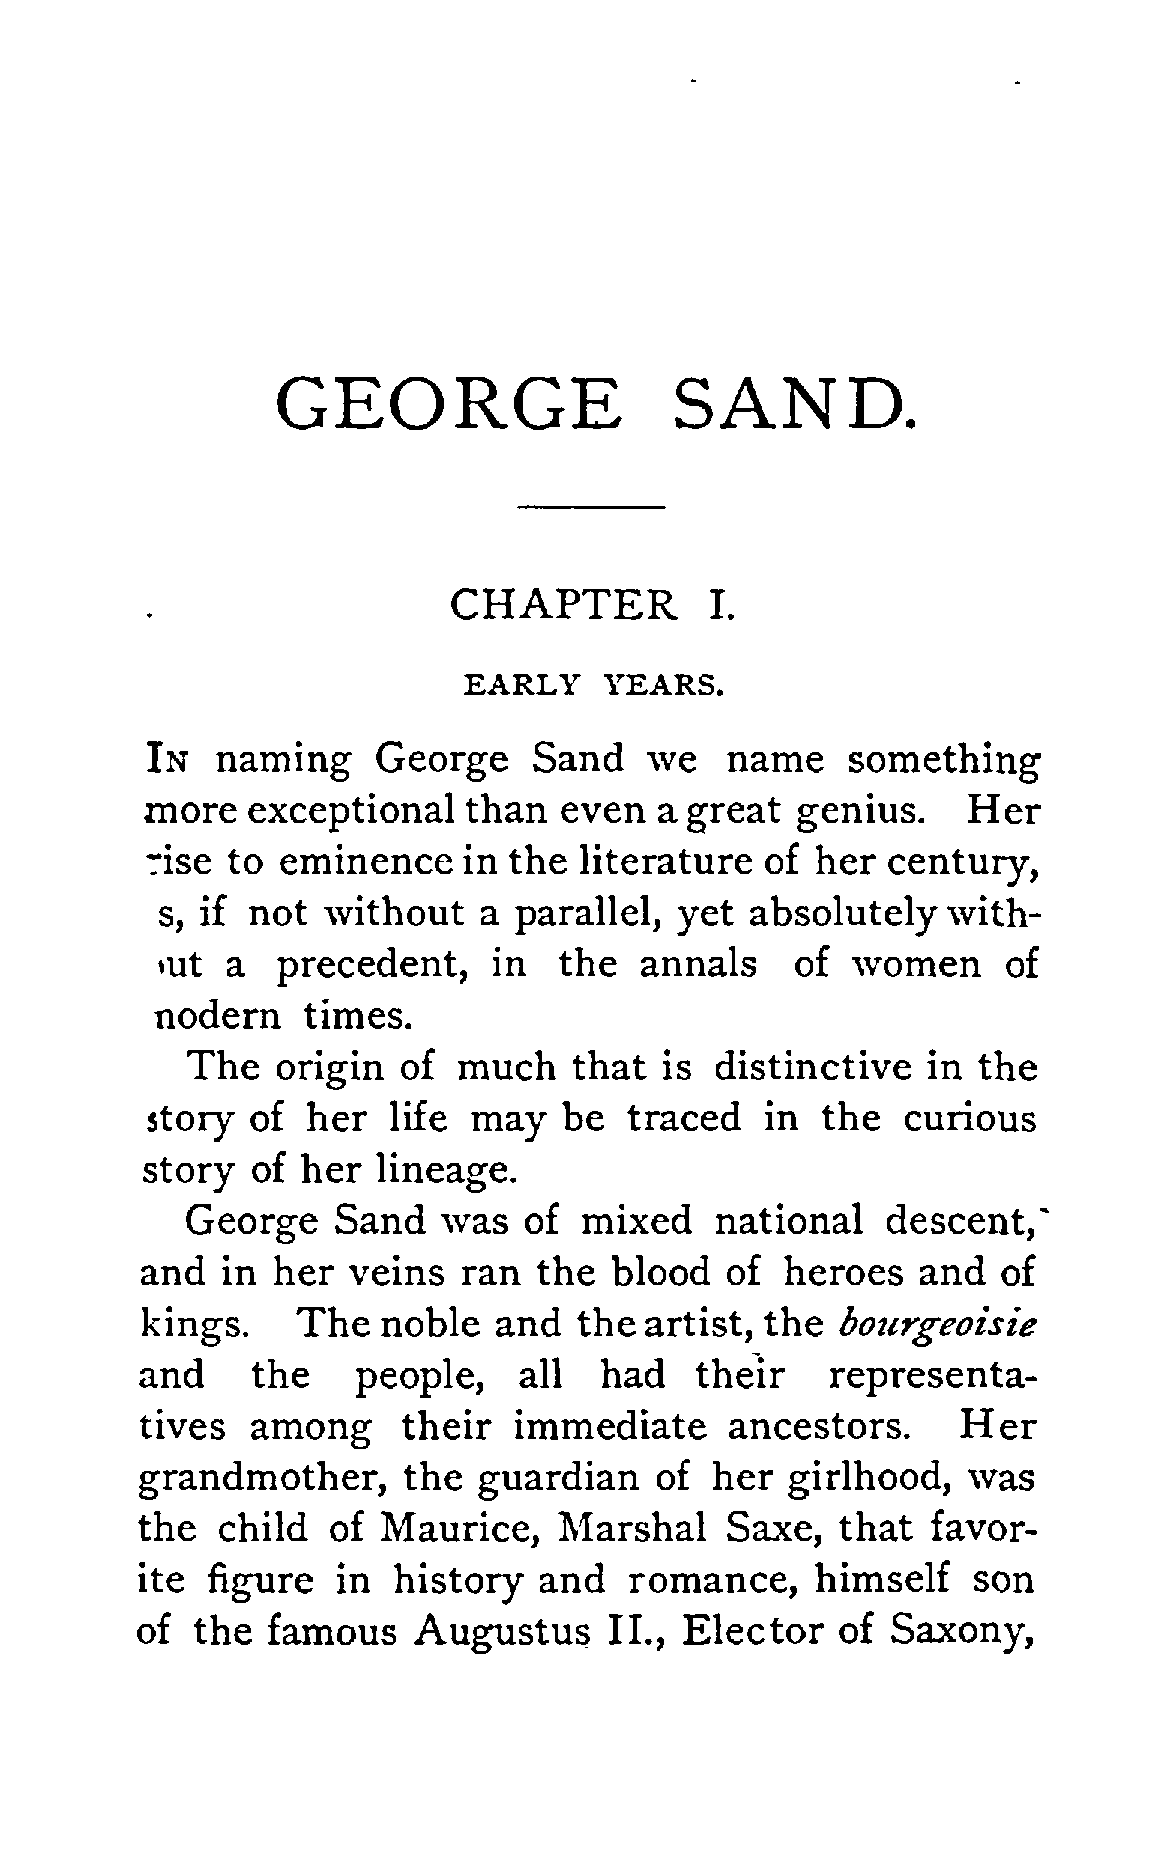 GEORGE SAND.
CHAPTER I.
EARLY YEARS.
IN naming George Sand we name something
more exceptional than even a great genius. Her
rise to eminence in the literature of her century,
s, if not without a parallel, yet absolutely with-
ut a precedent, in the annals of women of
nodern times.
The origin of much that is distinctive in the
story of her life may be traced in the curious
story of her lineage.
George Sand was of mixed national descent,
and in her veins ran the blood of heroes and of
kings. The noble and the artist, the bourgeoisie
and the people, all had their representa-
tives among their immediate ancestors. Her
grandmother, the guardian of her girlhood, was
the child of Maurice, Marshal Saxe, that favor-
ite figure in history and romance, himself son
of the famous Augustus II., Elector of Saxony,